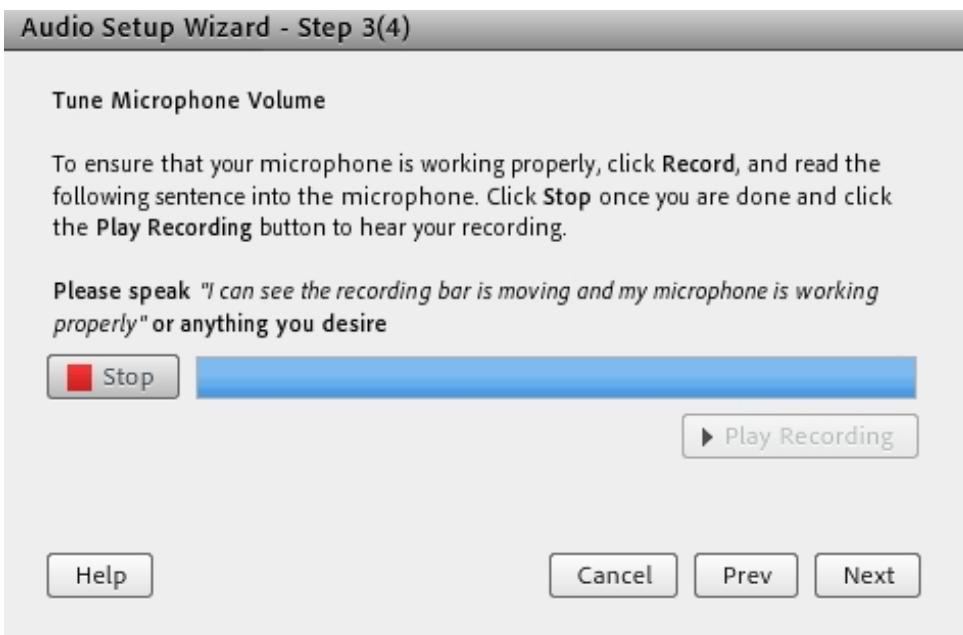 Audio Setup Wizard - Step 3(4)
Tune Microphone Volume
To ensure that your microphone is working properly, click Record, and read the
following sentence into the microphone. Click Stop once you are done and click
the Play Recording button to hear your recording.
Please speak "I can see the recording bar is moving and my microphone is working
properly" or anything you desire
Stop
Play Recording
Help Cancel Prev Next